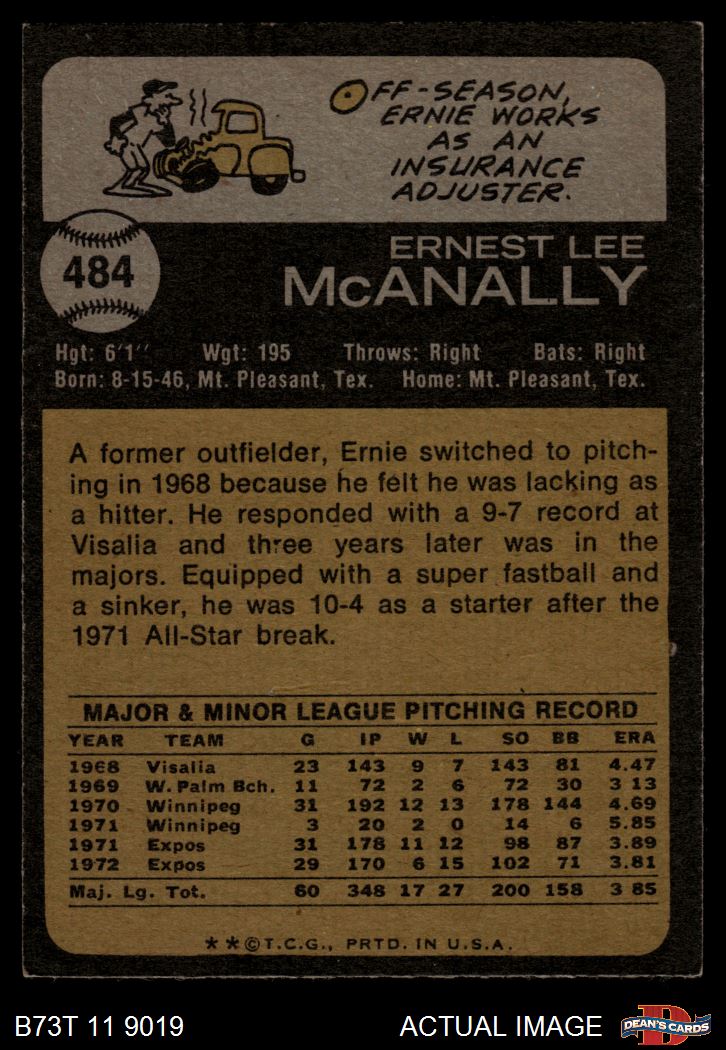 OFF-SEASON,
ERNIE WORKS
AS AN
INSURANCE
ADJUSTER.
484
ERNEST LEE
McANALLY
Hgt: 6'1" Wgt: 195 Throws: Right Bats: Right
Born: 8-15-46, Mt. Pleasant, Tex. Home: Mt. Pleasant, Tex.
A former outfielder, Ernie switched to pitch-
ing in 1968 because he felt he was lacking as
a hitter. He responded with a 9-7 record at
Visalia and three years later was in the
majors. Equipped with a super fastball and
a sinker, he was 10-4 as a starter after the
1971 All-Star break.
MAJOR & MINOR LEAGUE PITCHING RECORD
YEAR TEAM G IP W L SO BB ERA
1968 Visalia 23 143 9 7 143 81 4.47
1969 W. Palm Bch. 11 72 2 6 72 30 3 13
1970 Winnipeg 31 192 12 13 178 144 4.69
1971 Winnipeg 3 20 2 0 14 6 5.85
1971 Expos 31 178 11 12 98 87 3.89
1972 Expos 29 170 6 15 102 71 3.81
Maj. Lg. Tot. 60 348 17 27 200 158 3 85
* * © T.C.G., PRTD. IN U.S.A.
B73T 11 9019 ACTUAL IMAGE
D
DEAN'S CARDS